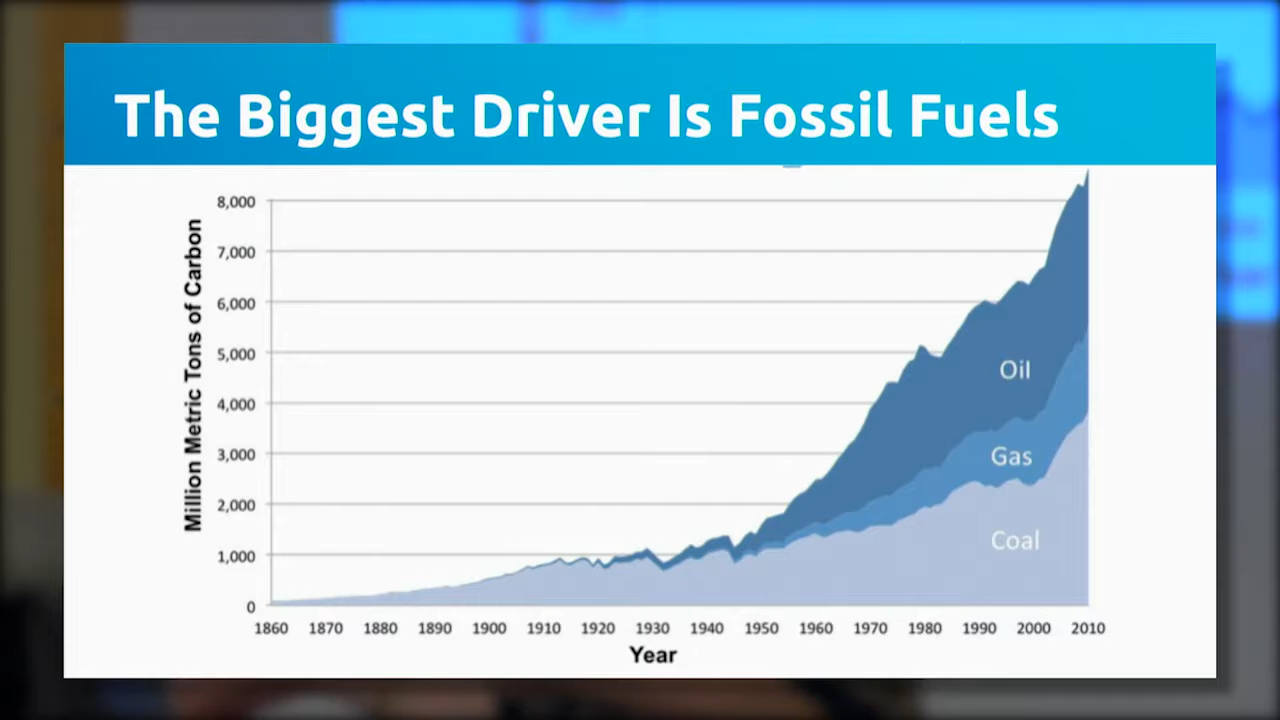 The Biggest Driver Is Fossil Fuels
Million Metric Tons of Carbon
8,000
7,000
6,000
5,000
4,000
3,000
2,000
1,000
0
Oil
Gas
Coal
1860 1870 1880 1890 1900 1910 1920 1930 1940 1950 1960 1970 1980 1990 2000 2010
Year